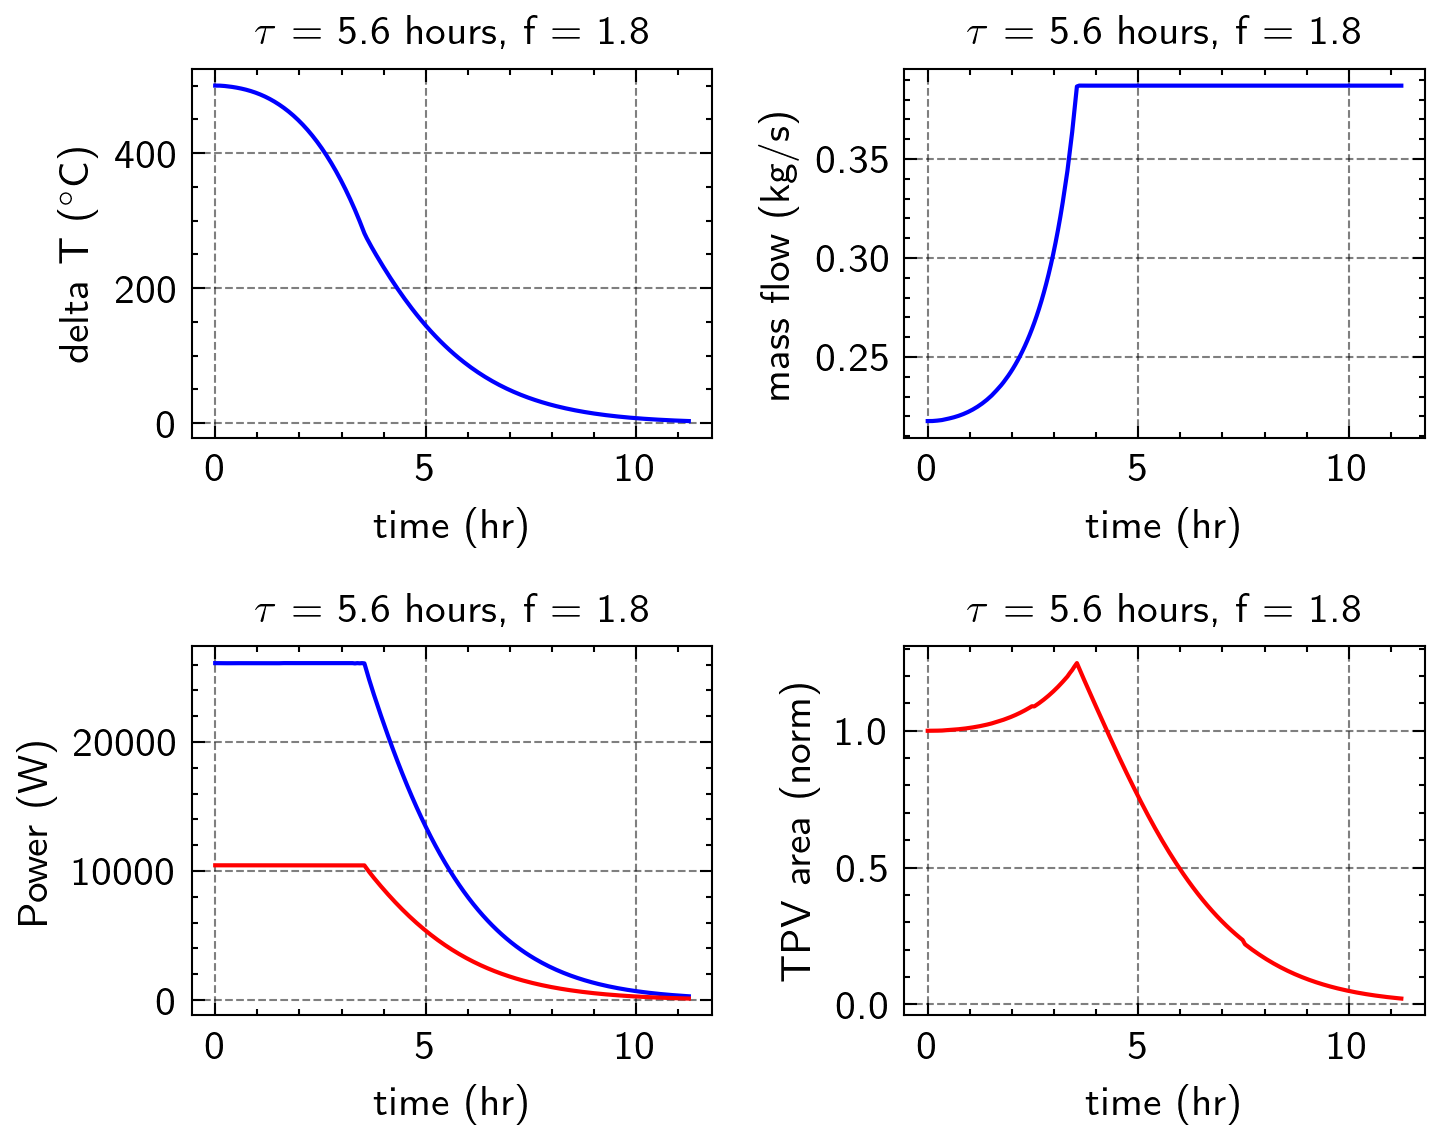 τ = 5.6 hours, f = 1.8
delta T (°C)
400
200
0
0 5 10
time (hr)
τ = 5.6 hours, f = 1.8
mass flow (kg/s)
0.35
0.30
0.25
0 5 10
time (hr)
τ = 5.6 hours, f = 1.8
Power (W)
20000
10000
0
0 5 10
time (hr)
τ = 5.6 hours, f = 1.8
TPV area (norm)
1.0
0.5
0.0
0 5 10
time (hr)